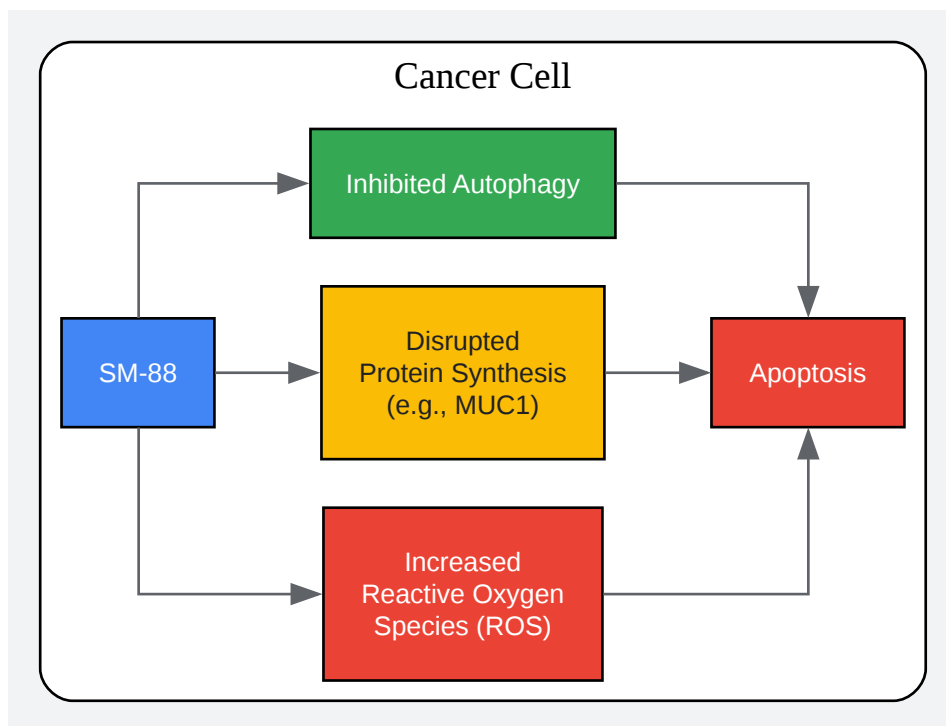 Cancer Cell
Inhibited Autophagy
SM-88
Disrupted
Protein Synthesis
(e.g., MUC1)
Apoptosis
Increased
Reactive Oxygen
Species (ROS)